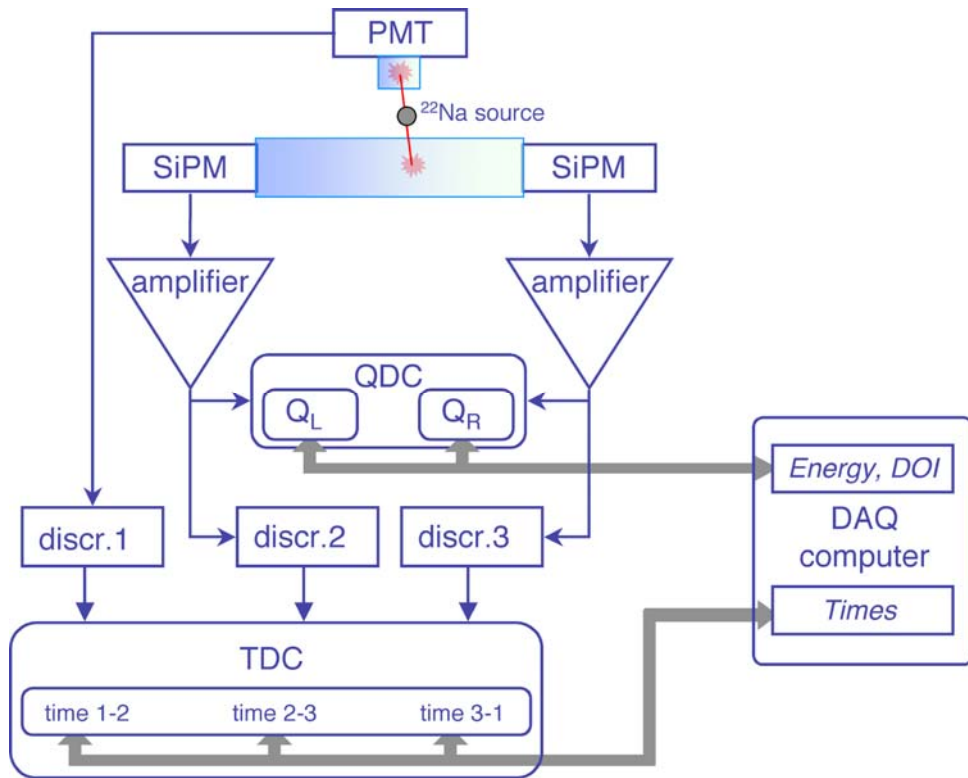 PMT
²²Na source
SiPM
SiPM
amplifier
amplifier
QDC
Q_L
Q_R
Energy, DOI
DAQ
computer
discr.1
discr.2
discr.3
Times
TDC
time 1-2
time 2-3
time 3-1